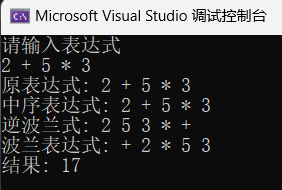 Microsoft Visual Studio 调试控制台
请输入表达式
2 + 5 * 3
原表达式: 2 + 5 * 3
中序表达式: 2 + 5 * 3
逆波兰式: 2 5 3 * +
波兰表达式: + 2 * 5 3
结果: 17